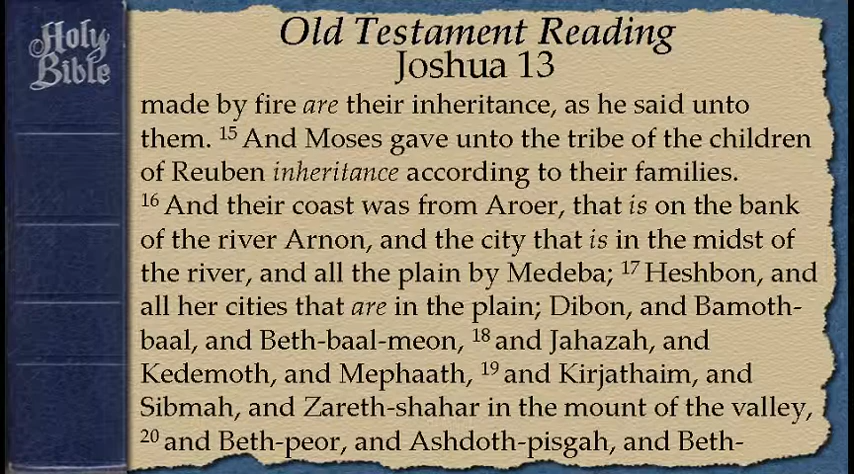 Holy
Bible
Old Testament Reading
Joshua 13
made by fire are their inheritance, as he said unto
them. 15 And Moses gave unto the tribe of the children
of Reuben inheritance according to their families.
16 And their coast was from Aroer, that is on the bank
of the river Arnon, and the city that is in the midst of
the river, and all the plain by Medeba; 17 Heshbon, and
all her cities that are in the plain; Dibon, and Bamoth-
baal, and Beth-baal-meon, 18 and Jahazah, and
Kedemoth, and Mephaath, 19 and Kirjathaim, and
Sibmah, and Zareth-shahar in the mount of the valley,
20 and Beth-peor, and Ashdoth-pisgah, and Beth-